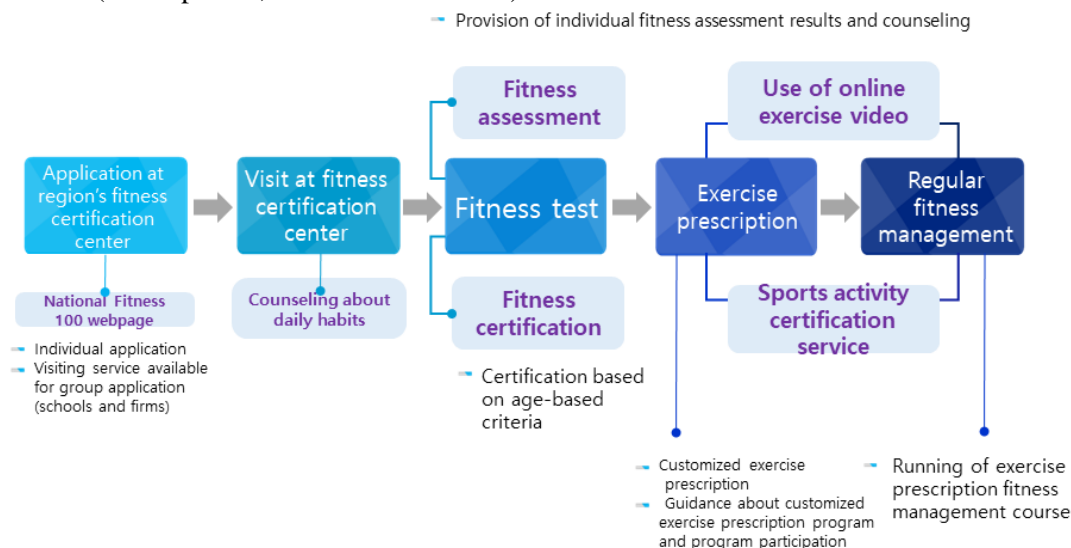 Provision of individual fitness assessment results and counseling
Fitness
assessment
Use of online
exercise video
Application at
region's fitness
certification
center
Visit at fitness
certification
center
Fitness test
Exercise
prescription
Regular
fitness
management
National Fitness
100 webpage
Counseling about
daily habits
Fitness
certification
Sports activity
certification
service
Individual application
Visiting service available
for group application
(schools and firms)
Certification based
on age-based
criteria
Customized exercise
prescription
Guidance about customized
exercise prescription program
and program participation
Running of exercise
prescription fitness
management course